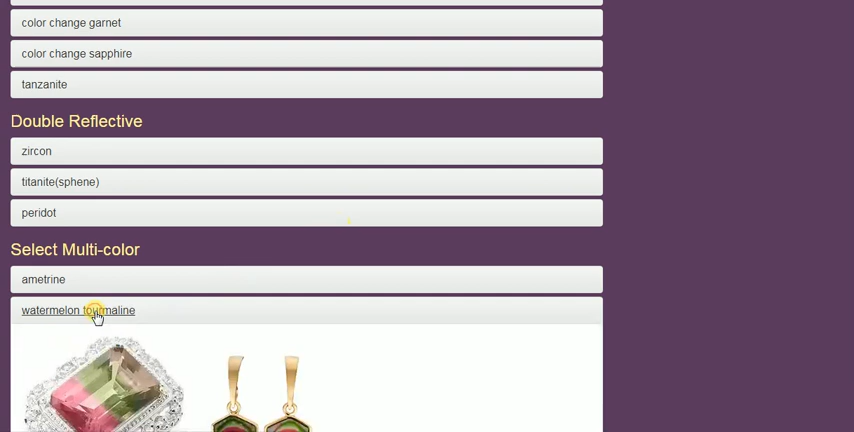 color change garnet
color change sapphire
tanzanite
Double Reflective
zircon
titanite(sphene)
peridot
Select Multi-color
ametrine
watermelon tourmaline